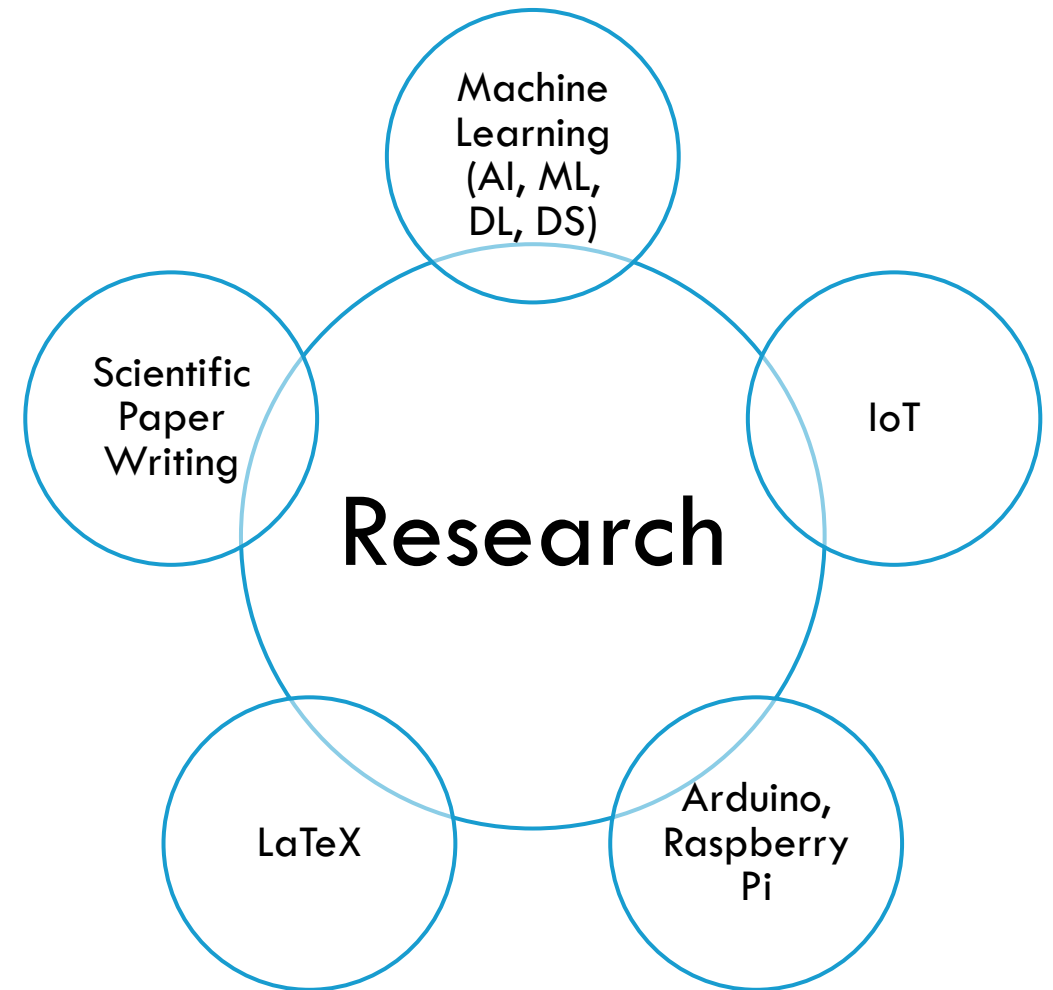 Machine
Learning
(AI, ML,
DL, DS)
IoT
Arduino,
Raspberry
Pi
LaTeX
Scientific
Paper
Writing
Research